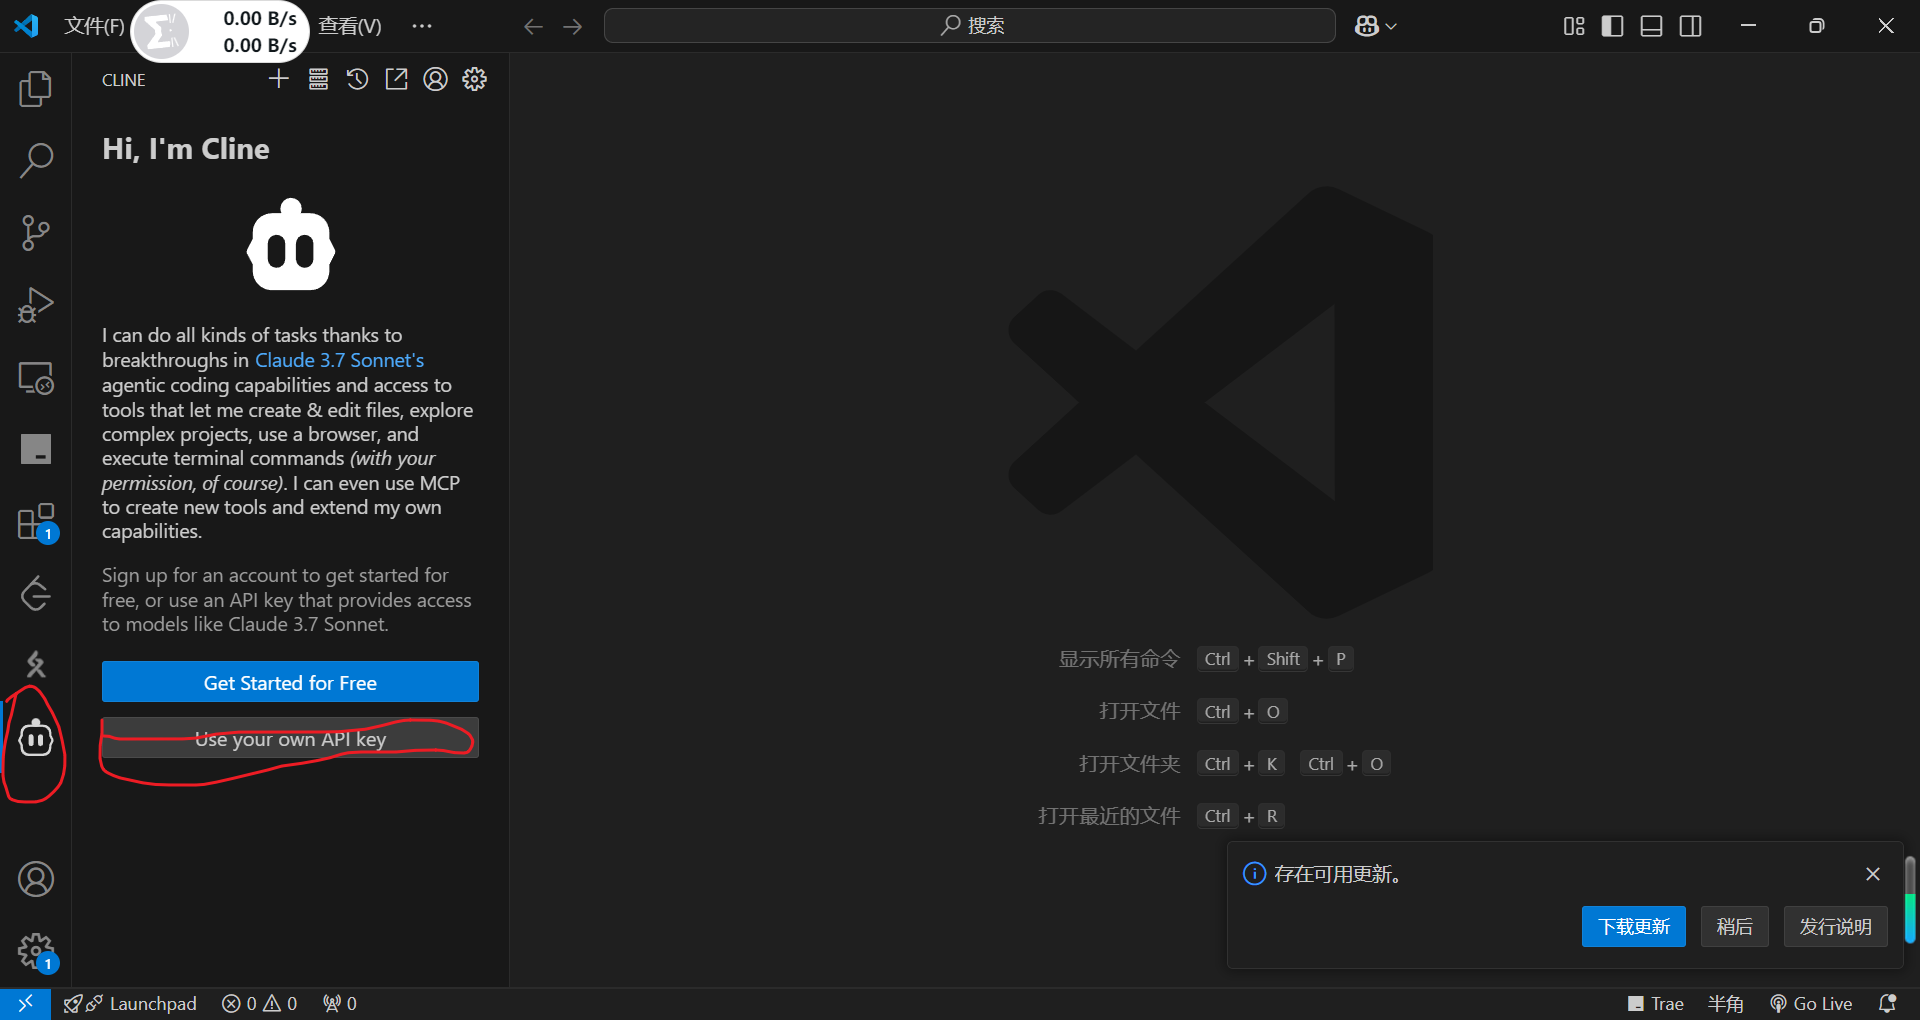 文件(F)
0.00 B/s
0.00 B/s
查看(V)
搜索
CLINE
Hi, I'm Cline
I can do all kinds of tasks thanks to
breakthroughs in Claude 3.7 Sonnet's
agentic coding capabilities and access to
tools that let me create & edit files, explore
complex projects, use a browser, and
execute terminal commands (with your
permission, of course). I can even use MCP
to create new tools and extend my own
capabilities.
Sign up for an account to get started for
free, or use an API key that provides access
to models like Claude 3.7 Sonnet.
Get Started for Free
Use your own API key
1
1
显示所有命令 Ctrl + Shift + P
打开文件 Ctrl + O
打开文件夹 Ctrl + K Ctrl + O
打开最近的文件 Ctrl + R
存在可用更新。
下载更新
稍后
发行说明
Launchpad
0
0
0
Trae
半角
Go Live